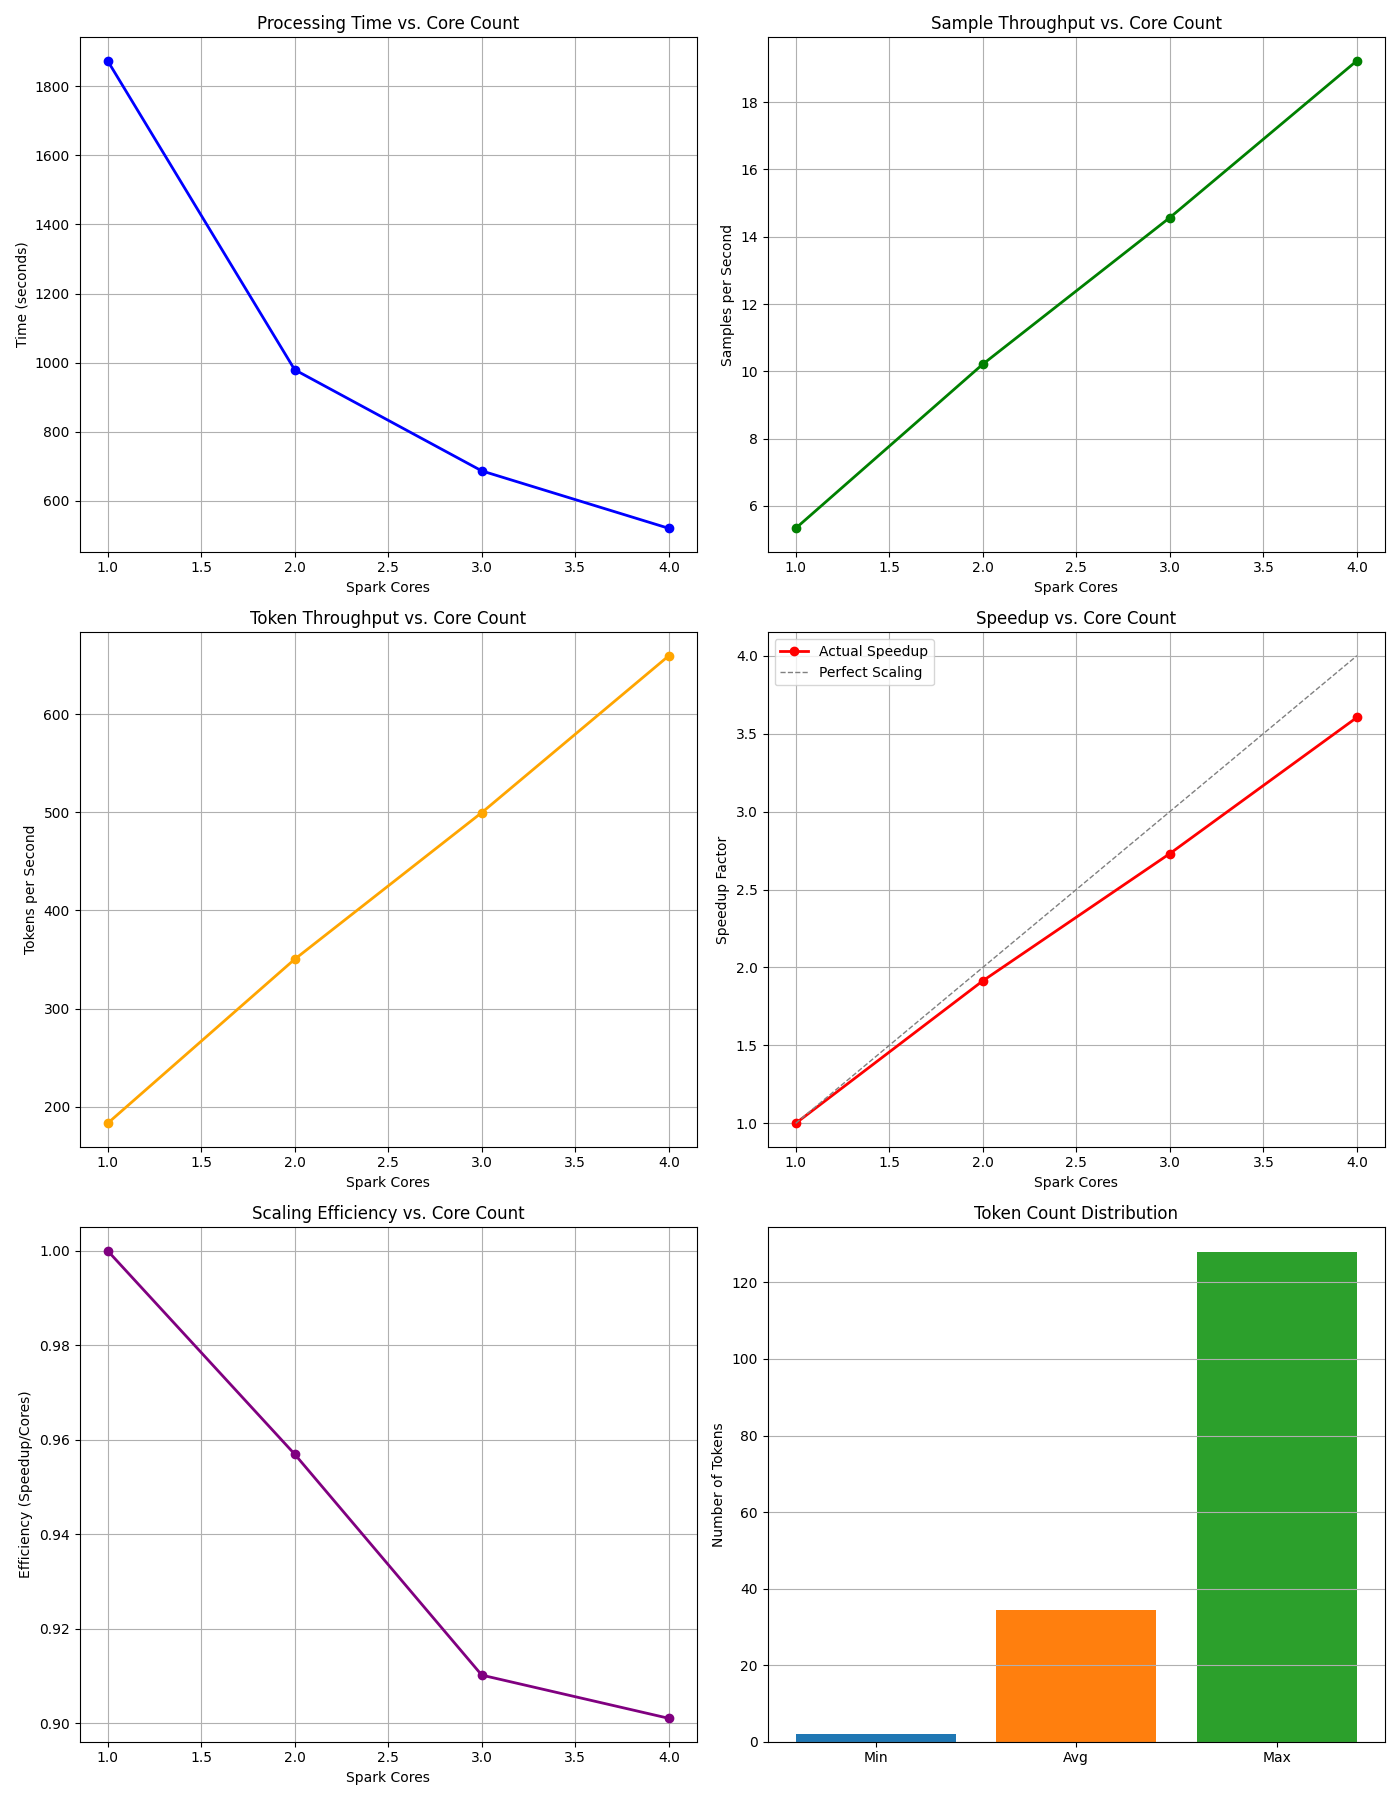 Processing Time vs. Core Count
Time (seconds)
1800
1600
1400
1200
1000
800
600
1.0 1.5 2.0 2.5 3.0 3.5 4.0
Spark Cores
Sample Throughput vs. Core Count
Samples per Second
18
16
14
12
10
8
6
1.0 1.5 2.0 2.5 3.0 3.5 4.0
Spark Cores
Token Throughput vs. Core Count
Tokens per Second
600
500
400
300
200
1.0 1.5 2.0 2.5 3.0 3.5 4.0
Spark Cores
Speedup vs. Core Count
Actual Speedup
Perfect Scaling
Speedup Factor
4.0
3.5
3.0
2.5
2.0
1.5
1.0
1.0 1.5 2.0 2.5 3.0 3.5 4.0
Spark Cores
Scaling Efficiency vs. Core Count
Efficiency (Speedup/Cores)
1.00
0.98
0.96
0.94
0.92
0.90
1.0 1.5 2.0 2.5 3.0 3.5 4.0
Spark Cores
Token Count Distribution
Number of Tokens
120
100
80
60
40
20
0
Min Avg Max